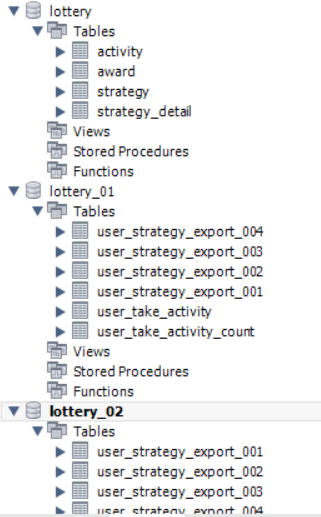 lottery
Tables
activity
award
strategy
strategy_detail
Views
Stored Procedures
Functions
lottery_01
Tables
user_strategy_export_004
user_strategy_export_003
user_strategy_export_002
user_strategy_export_001
user_take_activity
user_take_activity_count
Views
Stored Procedures
Functions
lottery_02
Tables
user_strategy_export_001
user_strategy_export_002
user_strategy_export_003
user_strategy_export_004